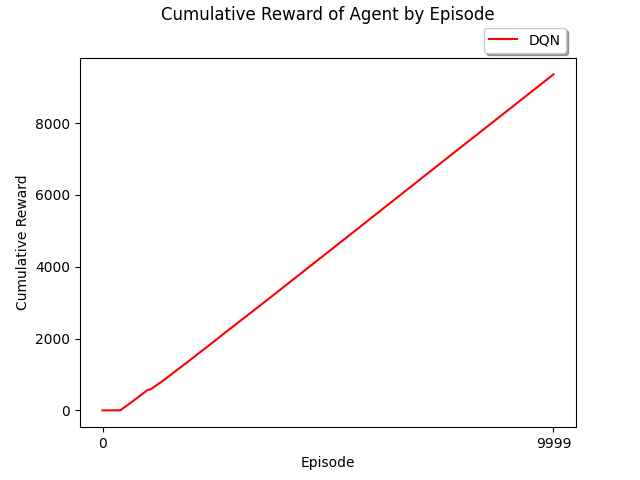 Cumulative Reward of Agent by Episode
DQN
8000
6000
4000
2000
0
Cumulative Reward
0
9999
Episode